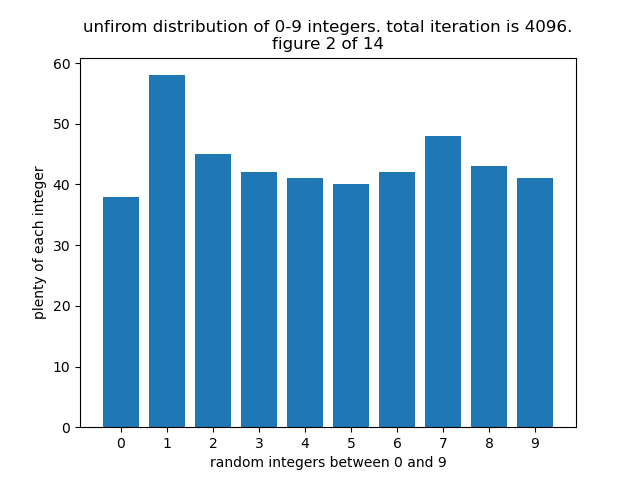 unfirom distribution of 0-9 integers. total iteration is 4096.
figure 2 of 14
60
50
40
30
20
10
0
plenty of each integer
0 1 2 3 4 5 6 7 8 9
random integers between 0 and 9